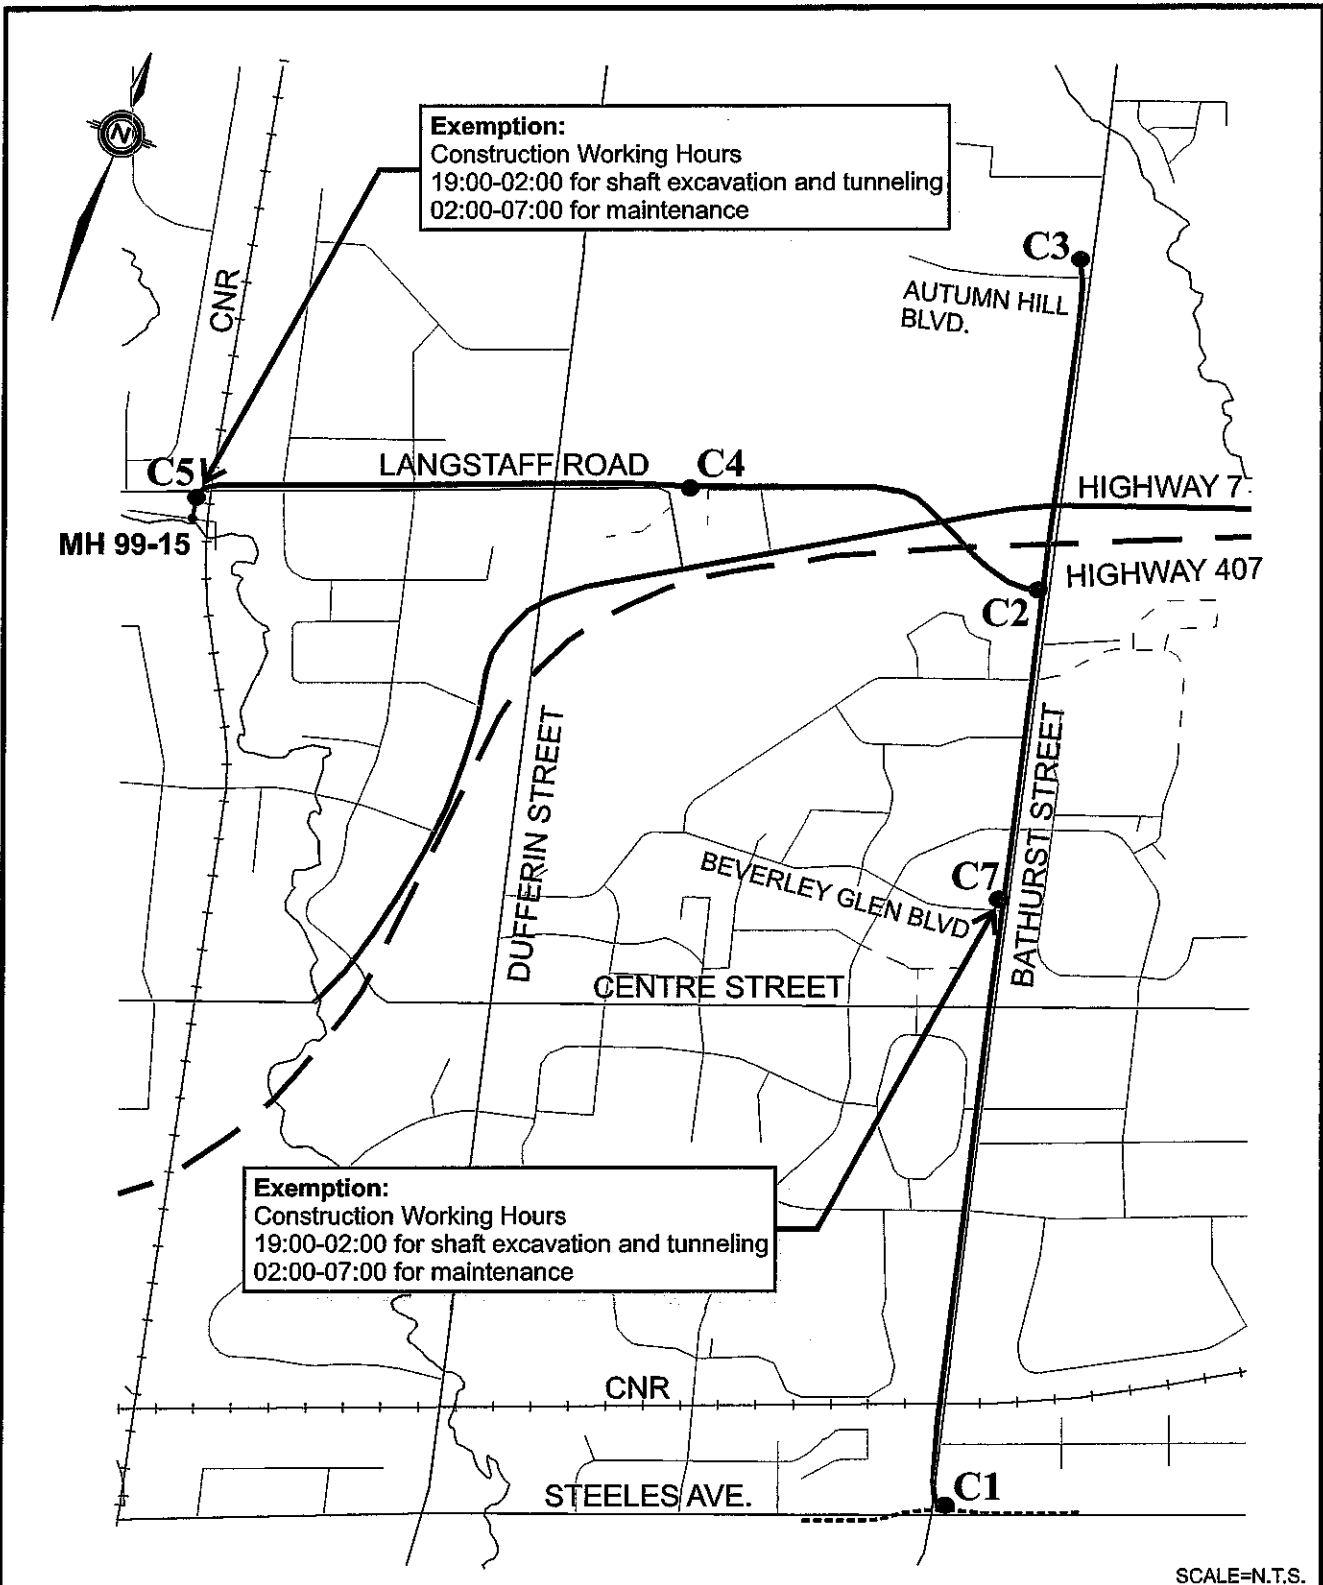 N
Exemption:
Construction Working Hours
19:00-02:00 for shaft excavation and tunneling
02:00-07:00 for maintenance
CNR
C3
AUTUMN HILL
BLVD.
C5
LANGSTAFF ROAD
C4
HIGHWAY 7
MH 99-15
HIGHWAY 407
C2
DUFFERIN STREET
BATHURST STREET
BEVERLEY GLEN BLVD
C7
CENTRE STREET
Exemption:
Construction Working Hours
19:00-02:00 for shaft excavation and tunneling
02:00-07:00 for maintenance
CNR
STEELES AVE.
C1
SCALE=N.T.S.